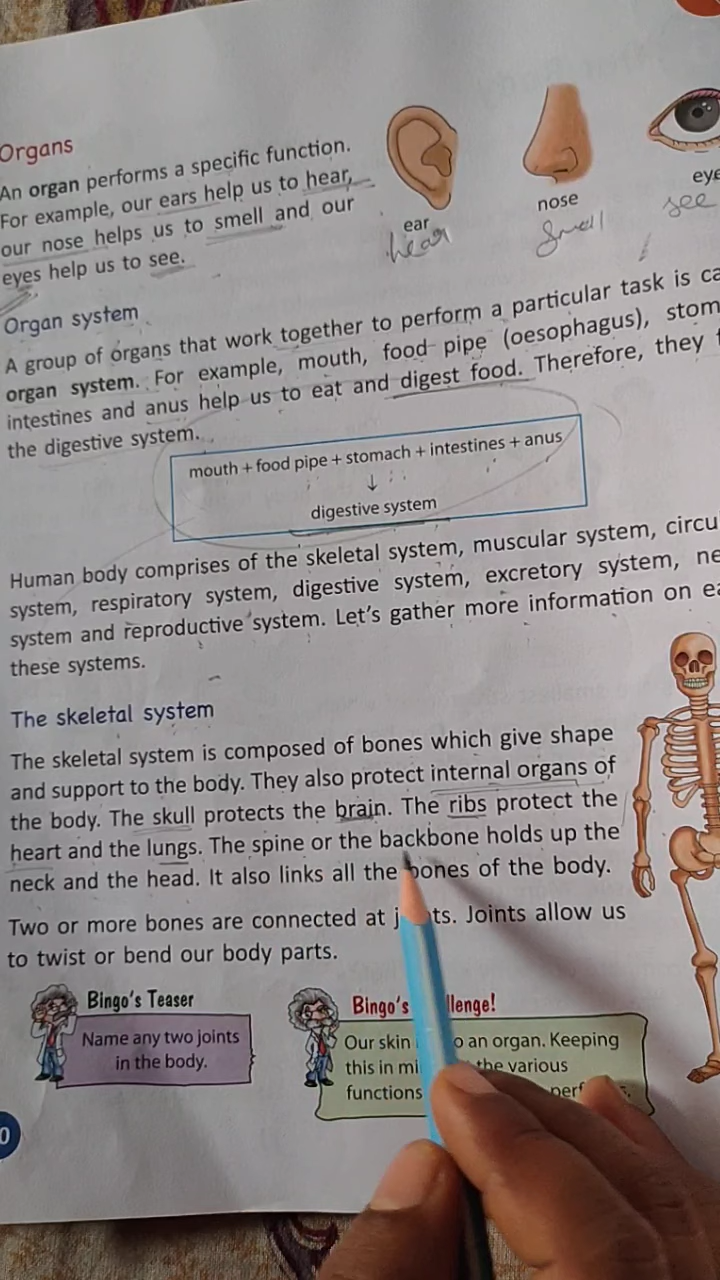 Organs
An organ performs a specific function.
For example, our ears help us to hear,
our nose helps us to smell and our
eyes help us to see.
ear
hear
nose
Smell
eye
see
Organ system
A group of organs that work together to perform a particular task is ca
organ system. For example, mouth, food pipe (oesophagus), stom
intestines and anus help us to eat and digest food. Therefore, they f
the digestive system.
mouth + food pipe + stomach + intestines + anus
↓
digestive system
Human body comprises of the skeletal system, muscular system, circu
system, respiratory system, digestive system, excretory system, ne
system and reproductive system. Let's gather more information on ea
these systems.
The skeletal system
The skeletal system is composed of bones which give shape
and support to the body. They also protect internal organs of
the body. The skull protects the brain. The ribs protect the
heart and the lungs. The spine or the backbone holds up the
neck and the head. It also links all the bones of the body.
Two or more bones are connected at j ts. Joints allow us
to twist or bend our body parts.
Bingo's Teaser
Name any two joints
in the body.
Bingo's llenge!
Our skin o an organ. Keeping
this in mi the various
functions perf s.
0